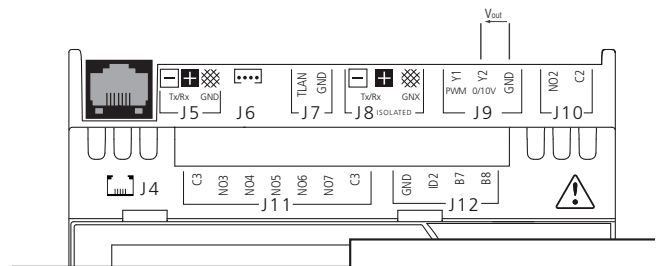 Vout
Y1 Y2 GND
PWM 0/10V
NO2 C2
TLAN GND
Tx/Rx GND
Tx/Rx GNX
J5 J6 J7 J8 ISOLATED J9 J10
J4
C3 NO3 NO4 NO5 NO6 NO7 C3
GND ID2 B7 B8
J11 J12